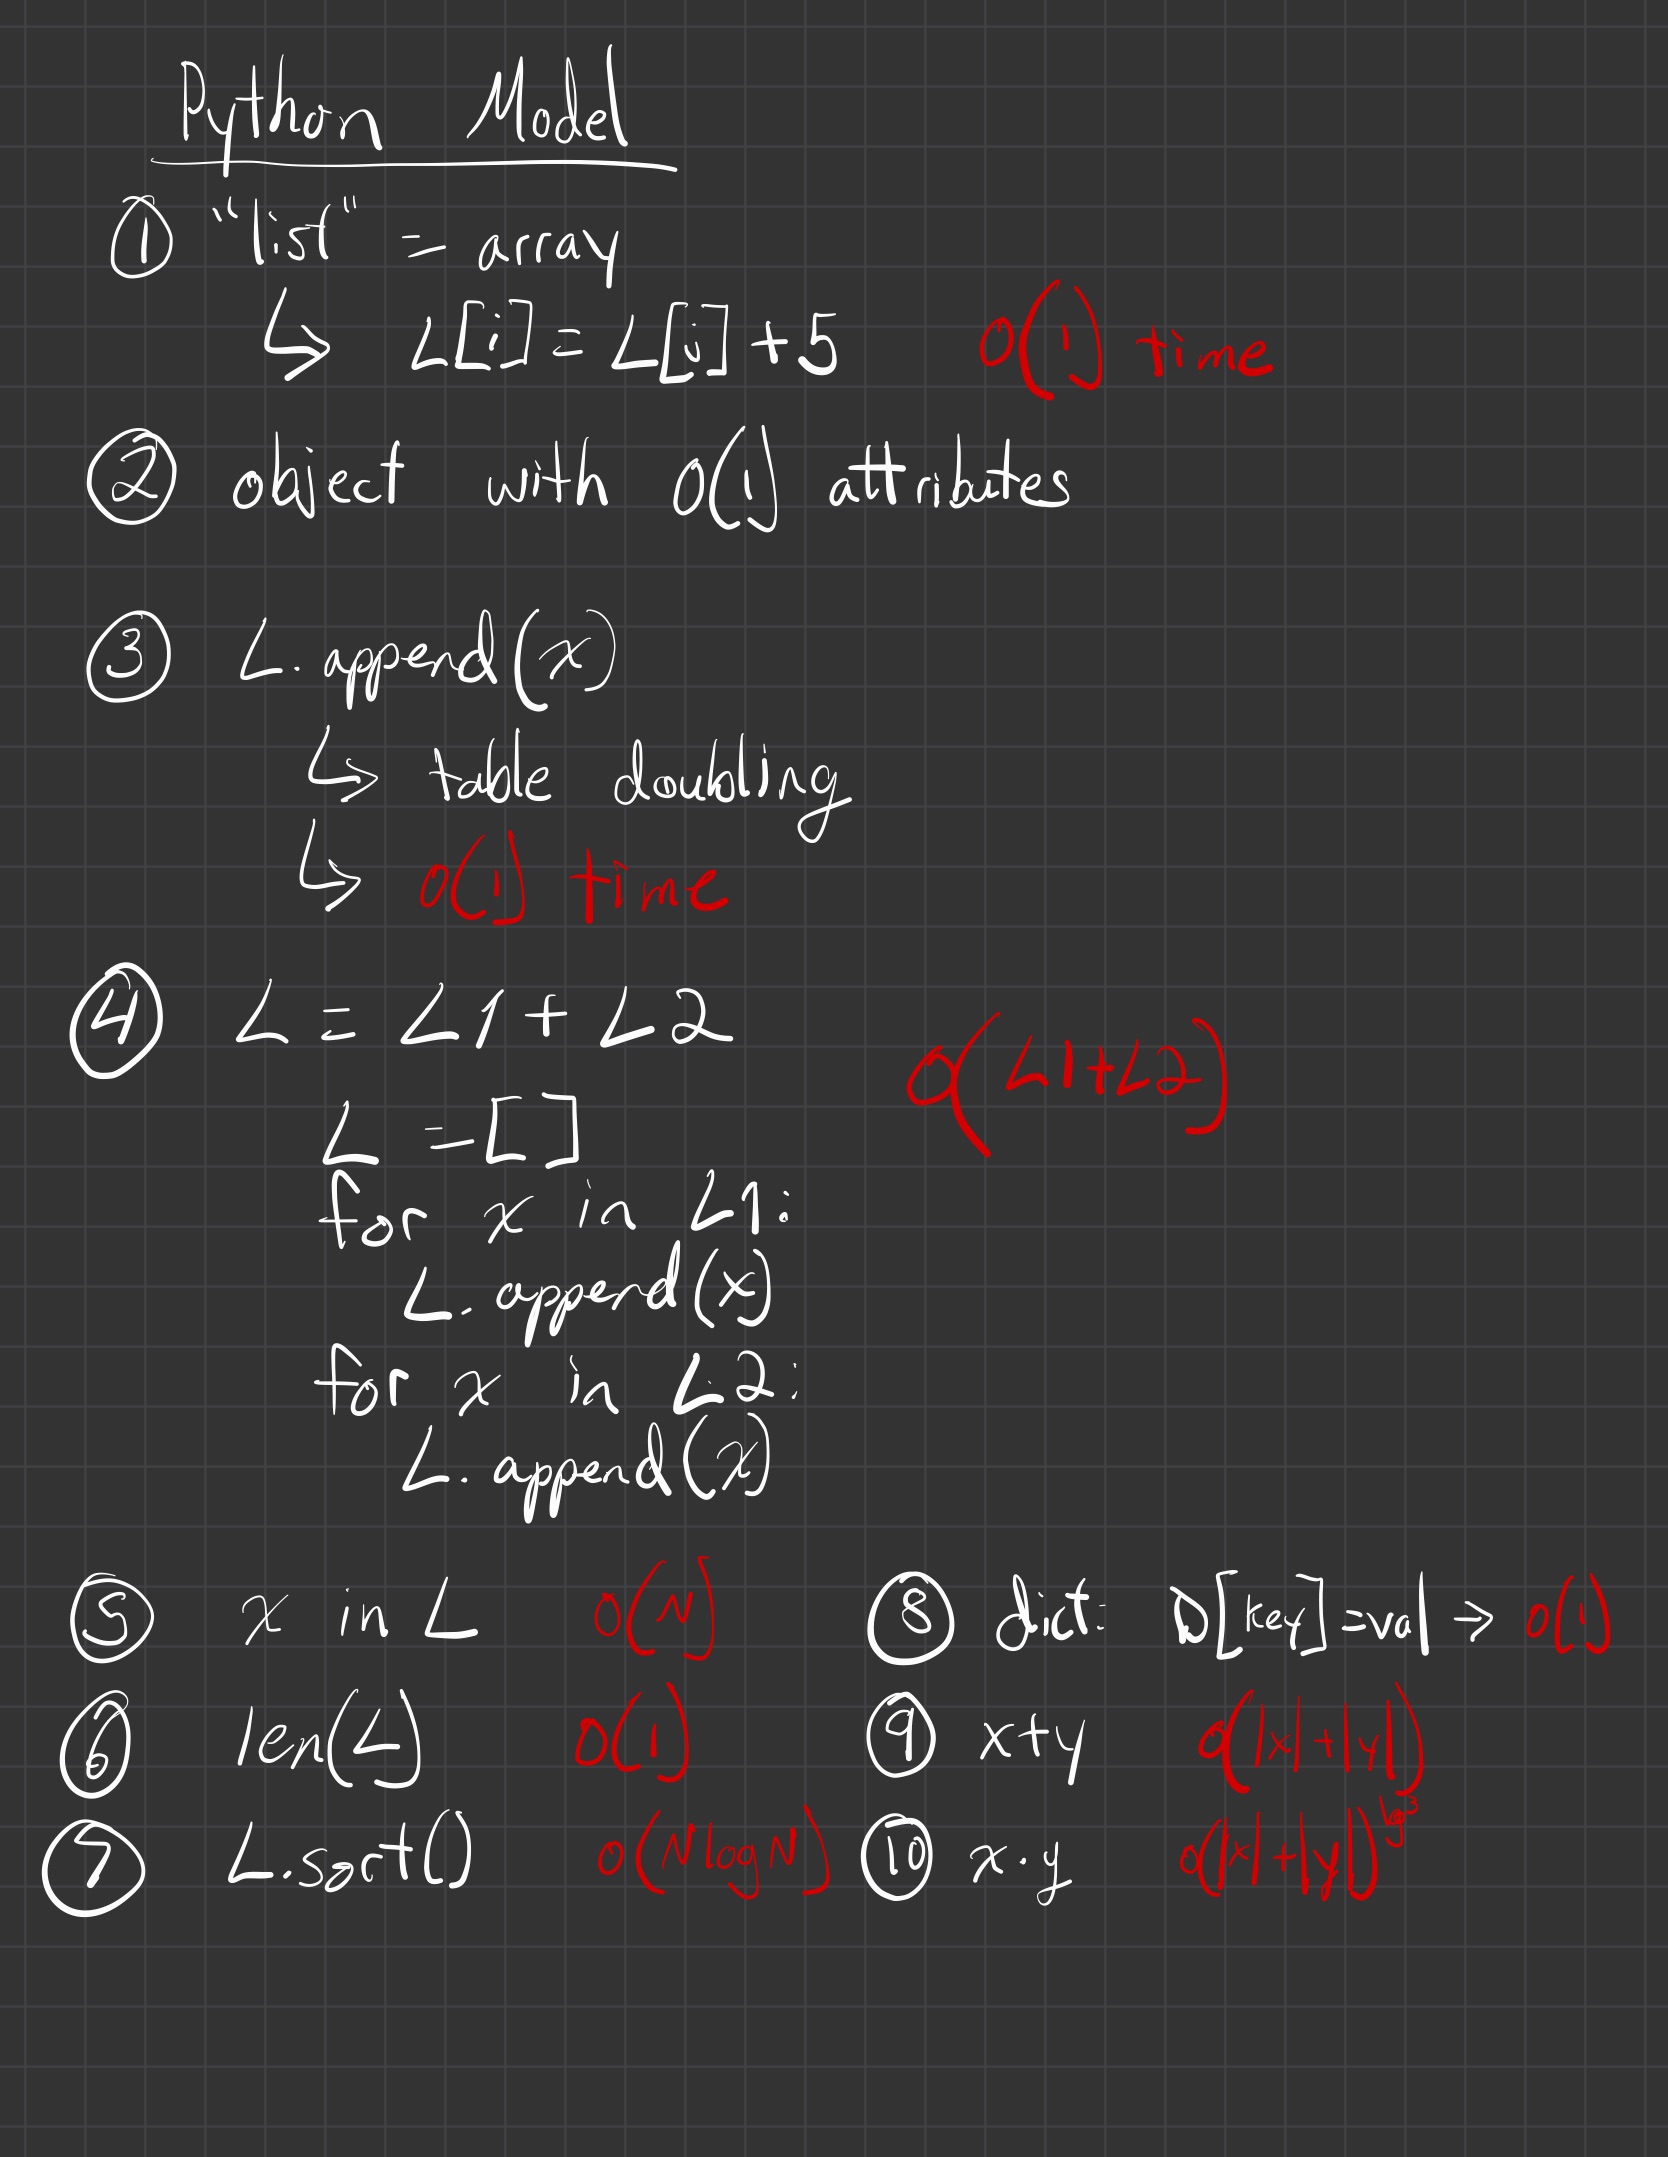 Python Model
① "list" = array
↳ L[i] = L[j] + 5 O(1) time
② object with O(1) attributes
③ L.append(x)
↳ table doubling
↳ O(1) time
④ L = L1 + L2
O(L1+L2)
L = []
for x in L1:
L.append(x)
for x in L2:
L.append(x)
⑤ x in L O(N)
⑥ len(L) O(1)
⑦ L.sort() O(N log N)
⑧ dict: D[key] = val → O(1)
⑨ x+y O(|x|+|y|)
⑩ x·y O(|x|+|y|)^lg3